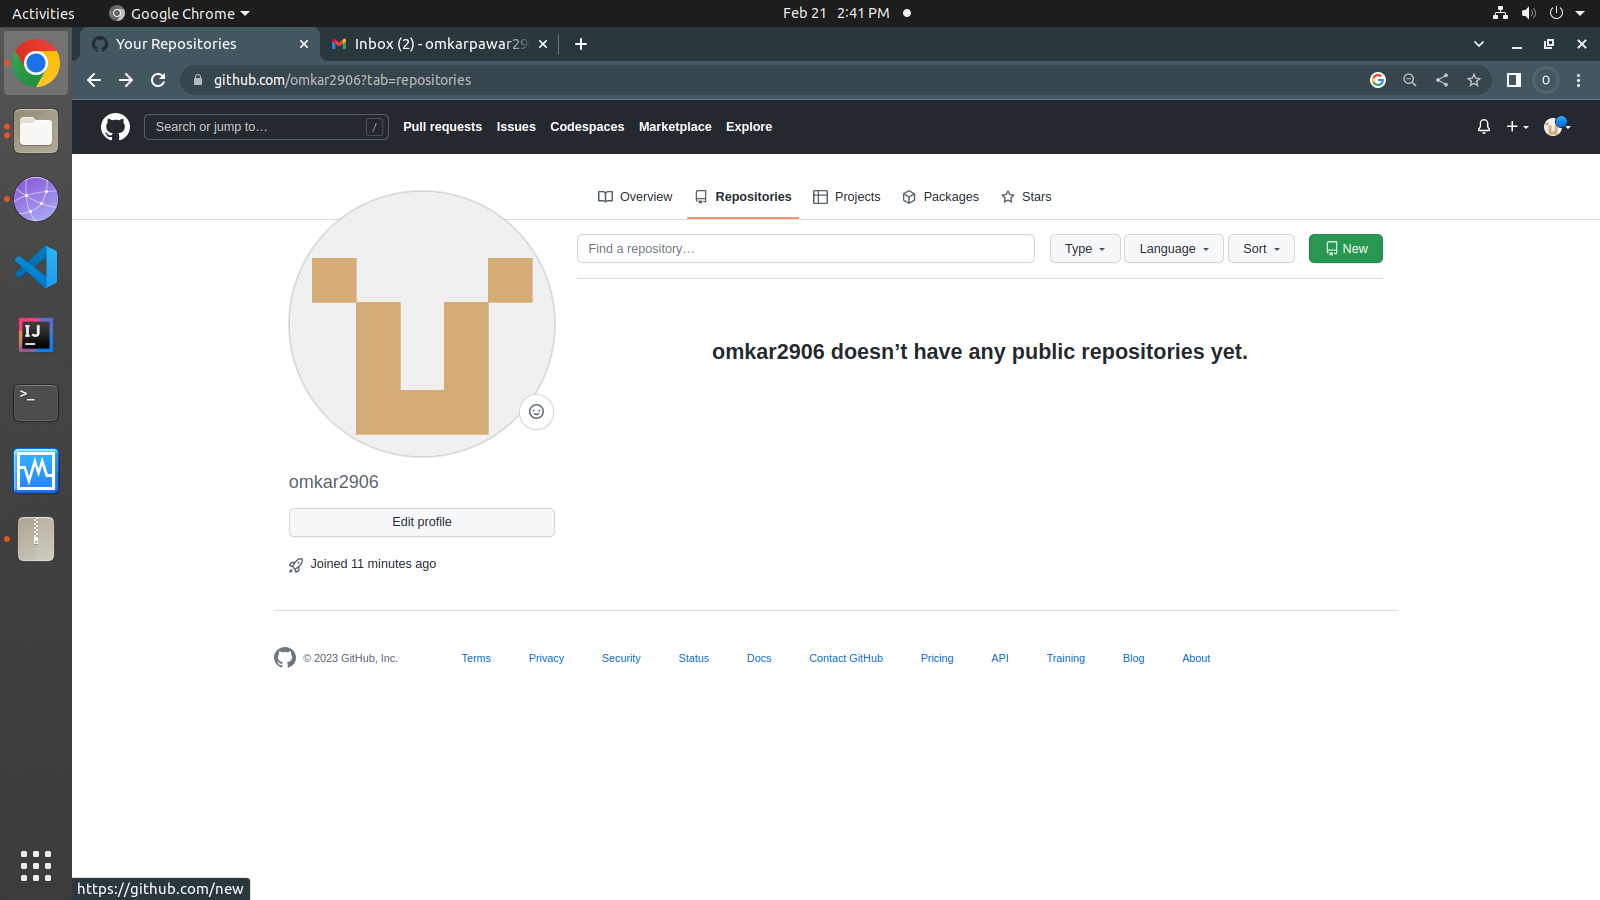 Activities Google Chrome Feb 21 2:41 PM
Your Repositories Inbox (2) - omkarpawar29
github.com/omkar2906?tab=repositories O
Search or jump to… / Pull requests Issues Codespaces Marketplace Explore
Overview Repositories Projects Packages Stars
Find a repository… Type Language Sort New
omkar2906 doesn’t have any public repositories yet.
IJ
>_
omkar2906
Edit profile
Joined 11 minutes ago
© 2023 GitHub, Inc. Terms Privacy Security Status Docs Contact GitHub Pricing API Training Blog About
https://github.com/new